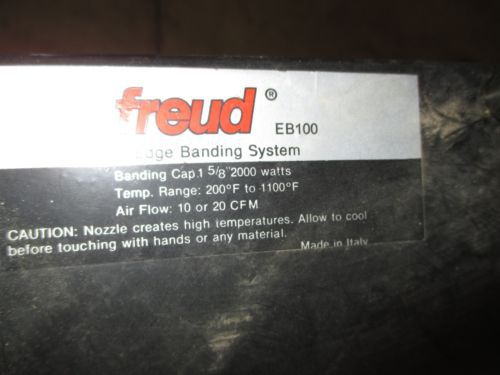 freud ® EB100
Edge Banding System
Banding Cap.1 5/8" 2000 watts
Temp. Range: 200°F to 1100°F
Air Flow: 10 or 20 CFM
CAUTION: Nozzle creates high temperatures. Allow to cool
before touching with hands or any material.
Made in Italy